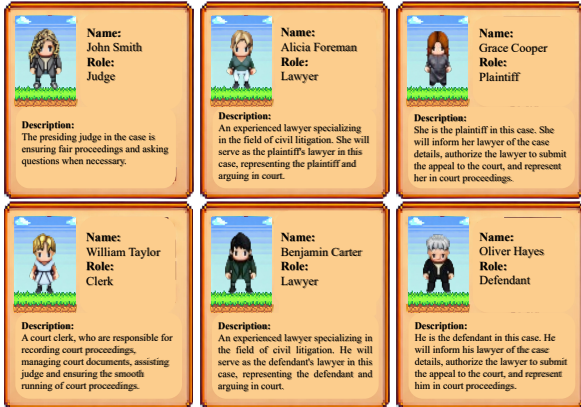 Name:
John Smith
Role:
Judge
Description:
The presiding judge in the case is
ensuring fair proceedings and asking
questions when necessary.
Name:
Alicia Foreman
Role:
Lawyer
Description:
An experienced lawyer specializing
in the field of civil litigation. She will
serve as the plaintiff's lawyer in this
case, representing the plaintiff and
arguing in court.
Name:
Grace Cooper
Role:
Plaintiff
Description:
She is the plaintiff in this case. She
will inform her lawyer of the case
details, authorize the lawyer to submit
the appeal to the court, and represent
her in court proceedings.
Name:
William Taylor
Role:
Clerk
Description:
A court clerk, who are responsible for
recording court proceedings,
managing court documents, assisting
judge and ensuring the smooth
running of court proceedings.
Name:
Benjamin Carter
Role:
Lawyer
Description:
An experienced lawyer specializing in
the field of civil litigation. He will
serve as the defendant's lawyer in this
case, representing the defendant and
arguing in court.
Name:
Oliver Hayes
Role:
Defendant
Description:
He is the defendant in this case. He
will inform his lawyer of the case
details, authorize the lawyer to submit
the appeal to the court, and represent
him in court proceedings.